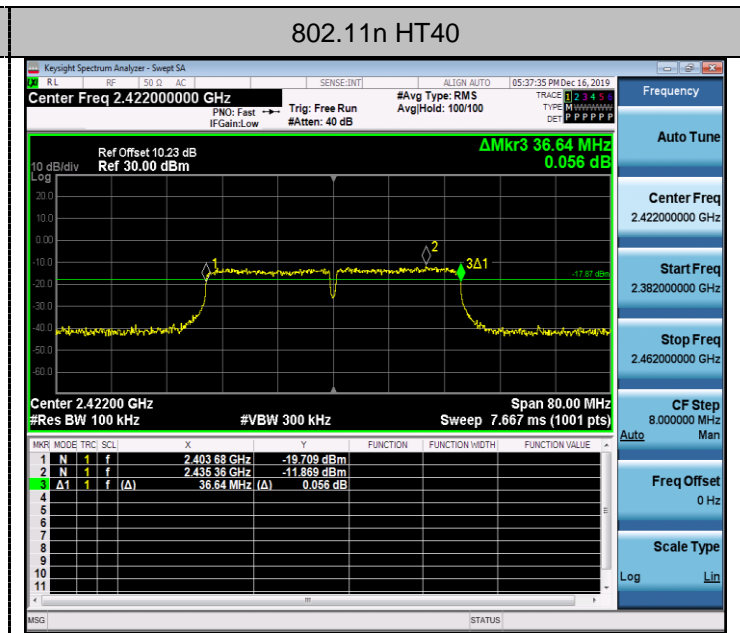 802.11n HT40
Keysight Spectrum Analyzer - Swept SA
LXI RL RF 50 Ω AC SENSE:INT ALIGN AUTO 05:37:35 PM Dec 16, 2019
Center Freq 2.422000000 GHz
PNO: Fast
IFGain:Low
Trig: Free Run
#Atten: 40 dB
#Avg Type: RMS
Avg|Hold: 100/100
TRACE 1 2 3 4 5 6
TYPE M WWWWW
DET P P P P P P
Frequency
Auto Tune
Center Freq
2.422000000 GHz
Start Freq
2.382000000 GHz
Stop Freq
2.462000000 GHz
CF Step
8.000000 MHz
Auto Man
Freq Offset
0 Hz
Scale Type
Log Lin
ΔMkr3 36.64 MHz
0.056 dB
Ref Offset 10.23 dB
10 dB/div Ref 30.00 dBm
Log
20.0
10.0
0.00
-10.0
-20.0
-30.0
-40.0
-50.0
-60.0
1
2
3Δ1
-17.87 dBm
Center 2.42200 GHz Span 80.00 MHz
#Res BW 100 kHz #VBW 300 kHz Sweep 7.667 ms (1001 pts)
MKR MODE TRC SCL X Y FUNCTION FUNCTION WIDTH FUNCTION VALUE
1 N 1 f 2.403 68 GHz -19.709 dBm
2 N 1 f 2.435 36 GHz -11.869 dBm
3 Δ1 1 f (Δ) 36.64 MHz (Δ) 0.056 dB
4
5
6
7
8
9
10
11
MSG STATUS